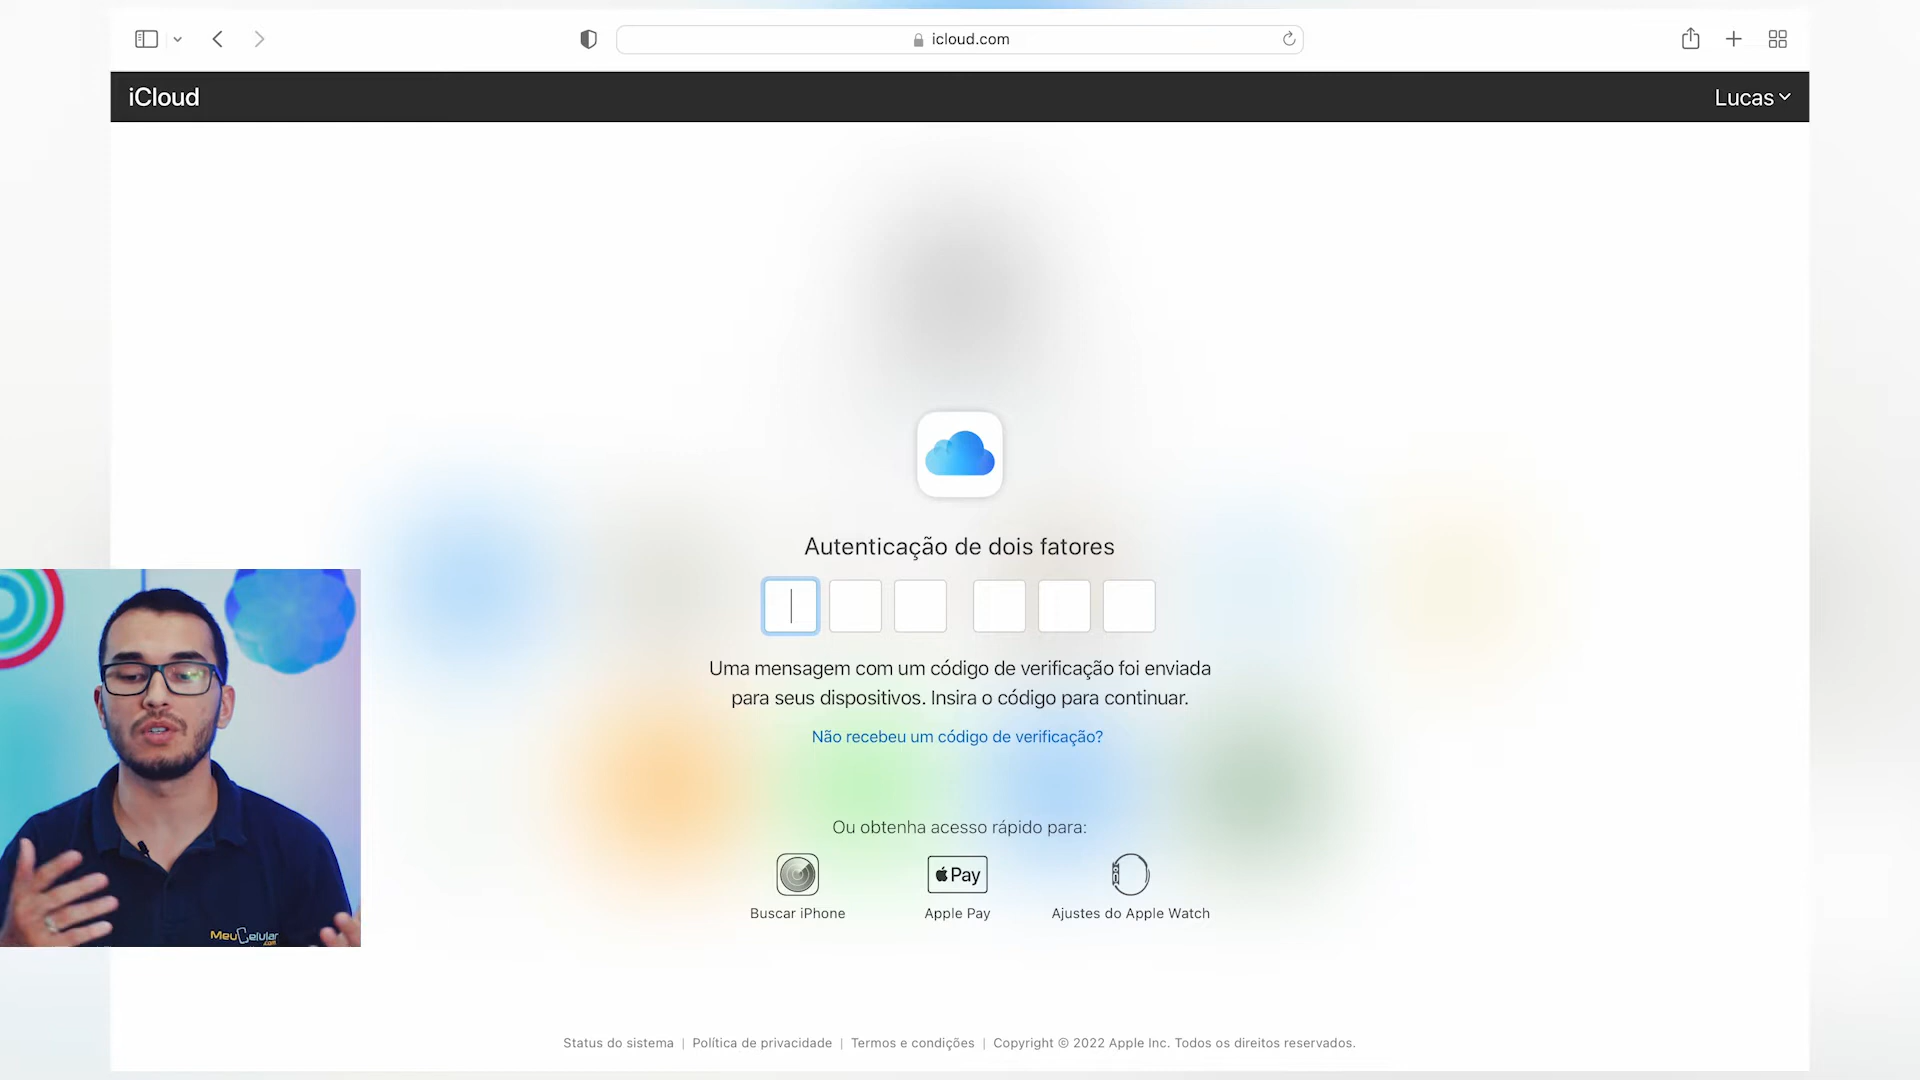 icloud.com
iCloud
Lucas
Autenticação de dois fatores
Uma mensagem com um código de verificação foi enviada
para seus dispositivos. Insira o código para continuar.
Não recebeu um código de verificação?
Ou obtenha acesso rápido para:
Pay
Buscar iPhone
Apple Pay
Ajustes do Apple Watch
MeuCelular
.com
Status do sistema | Política de privacidade | Termos e condições | Copyright © 2022 Apple Inc. Todos os direitos reservados.